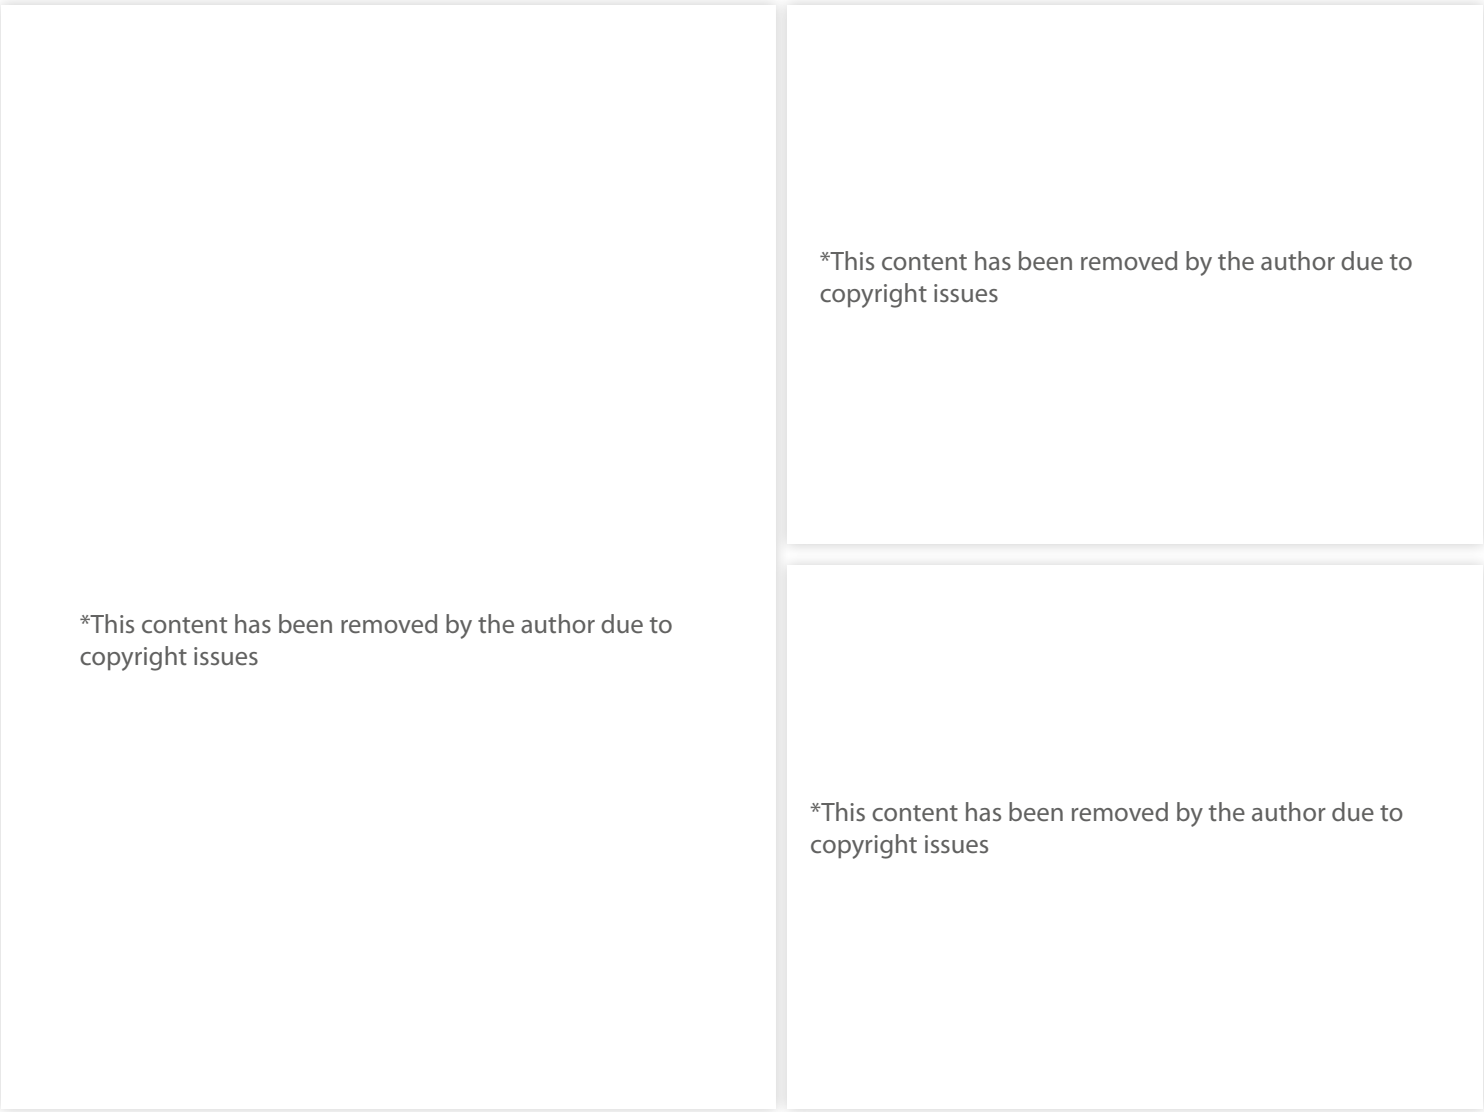 *This content has been removed by the author due to
copyright issues
*This content has been removed by the author due to
copyright issues
*This content has been removed by the author due to
copyright issues